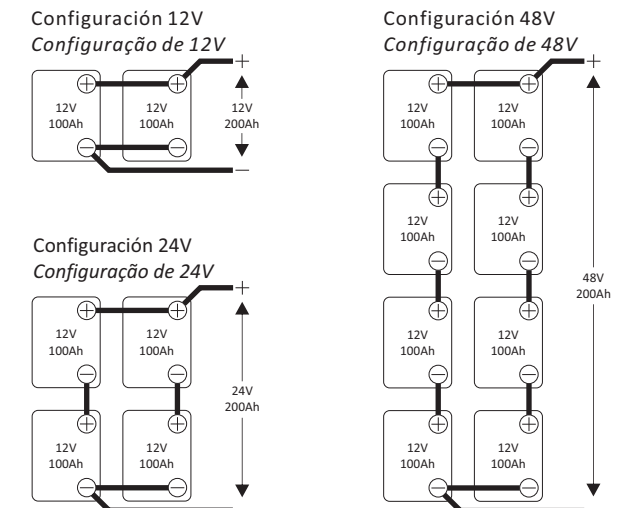 Configuración 12V
Configuração de 12V
+
+ +
12V 12V 12V
100Ah 100Ah 200Ah
− −
−
Configuración 24V
Configuração de 24V
+
+ +
12V 12V
100Ah 100Ah
− −
24V
200Ah
+ +
12V 12V
100Ah 100Ah
− −
Configuración 48V
Configuração de 48V
+
+ +
12V 12V
100Ah 100Ah
− −
+ +
12V 12V
100Ah 100Ah
− −
48V
200Ah
+ +
12V 12V
100Ah 100Ah
− −
+ +
12V 12V
100Ah 100Ah
− −